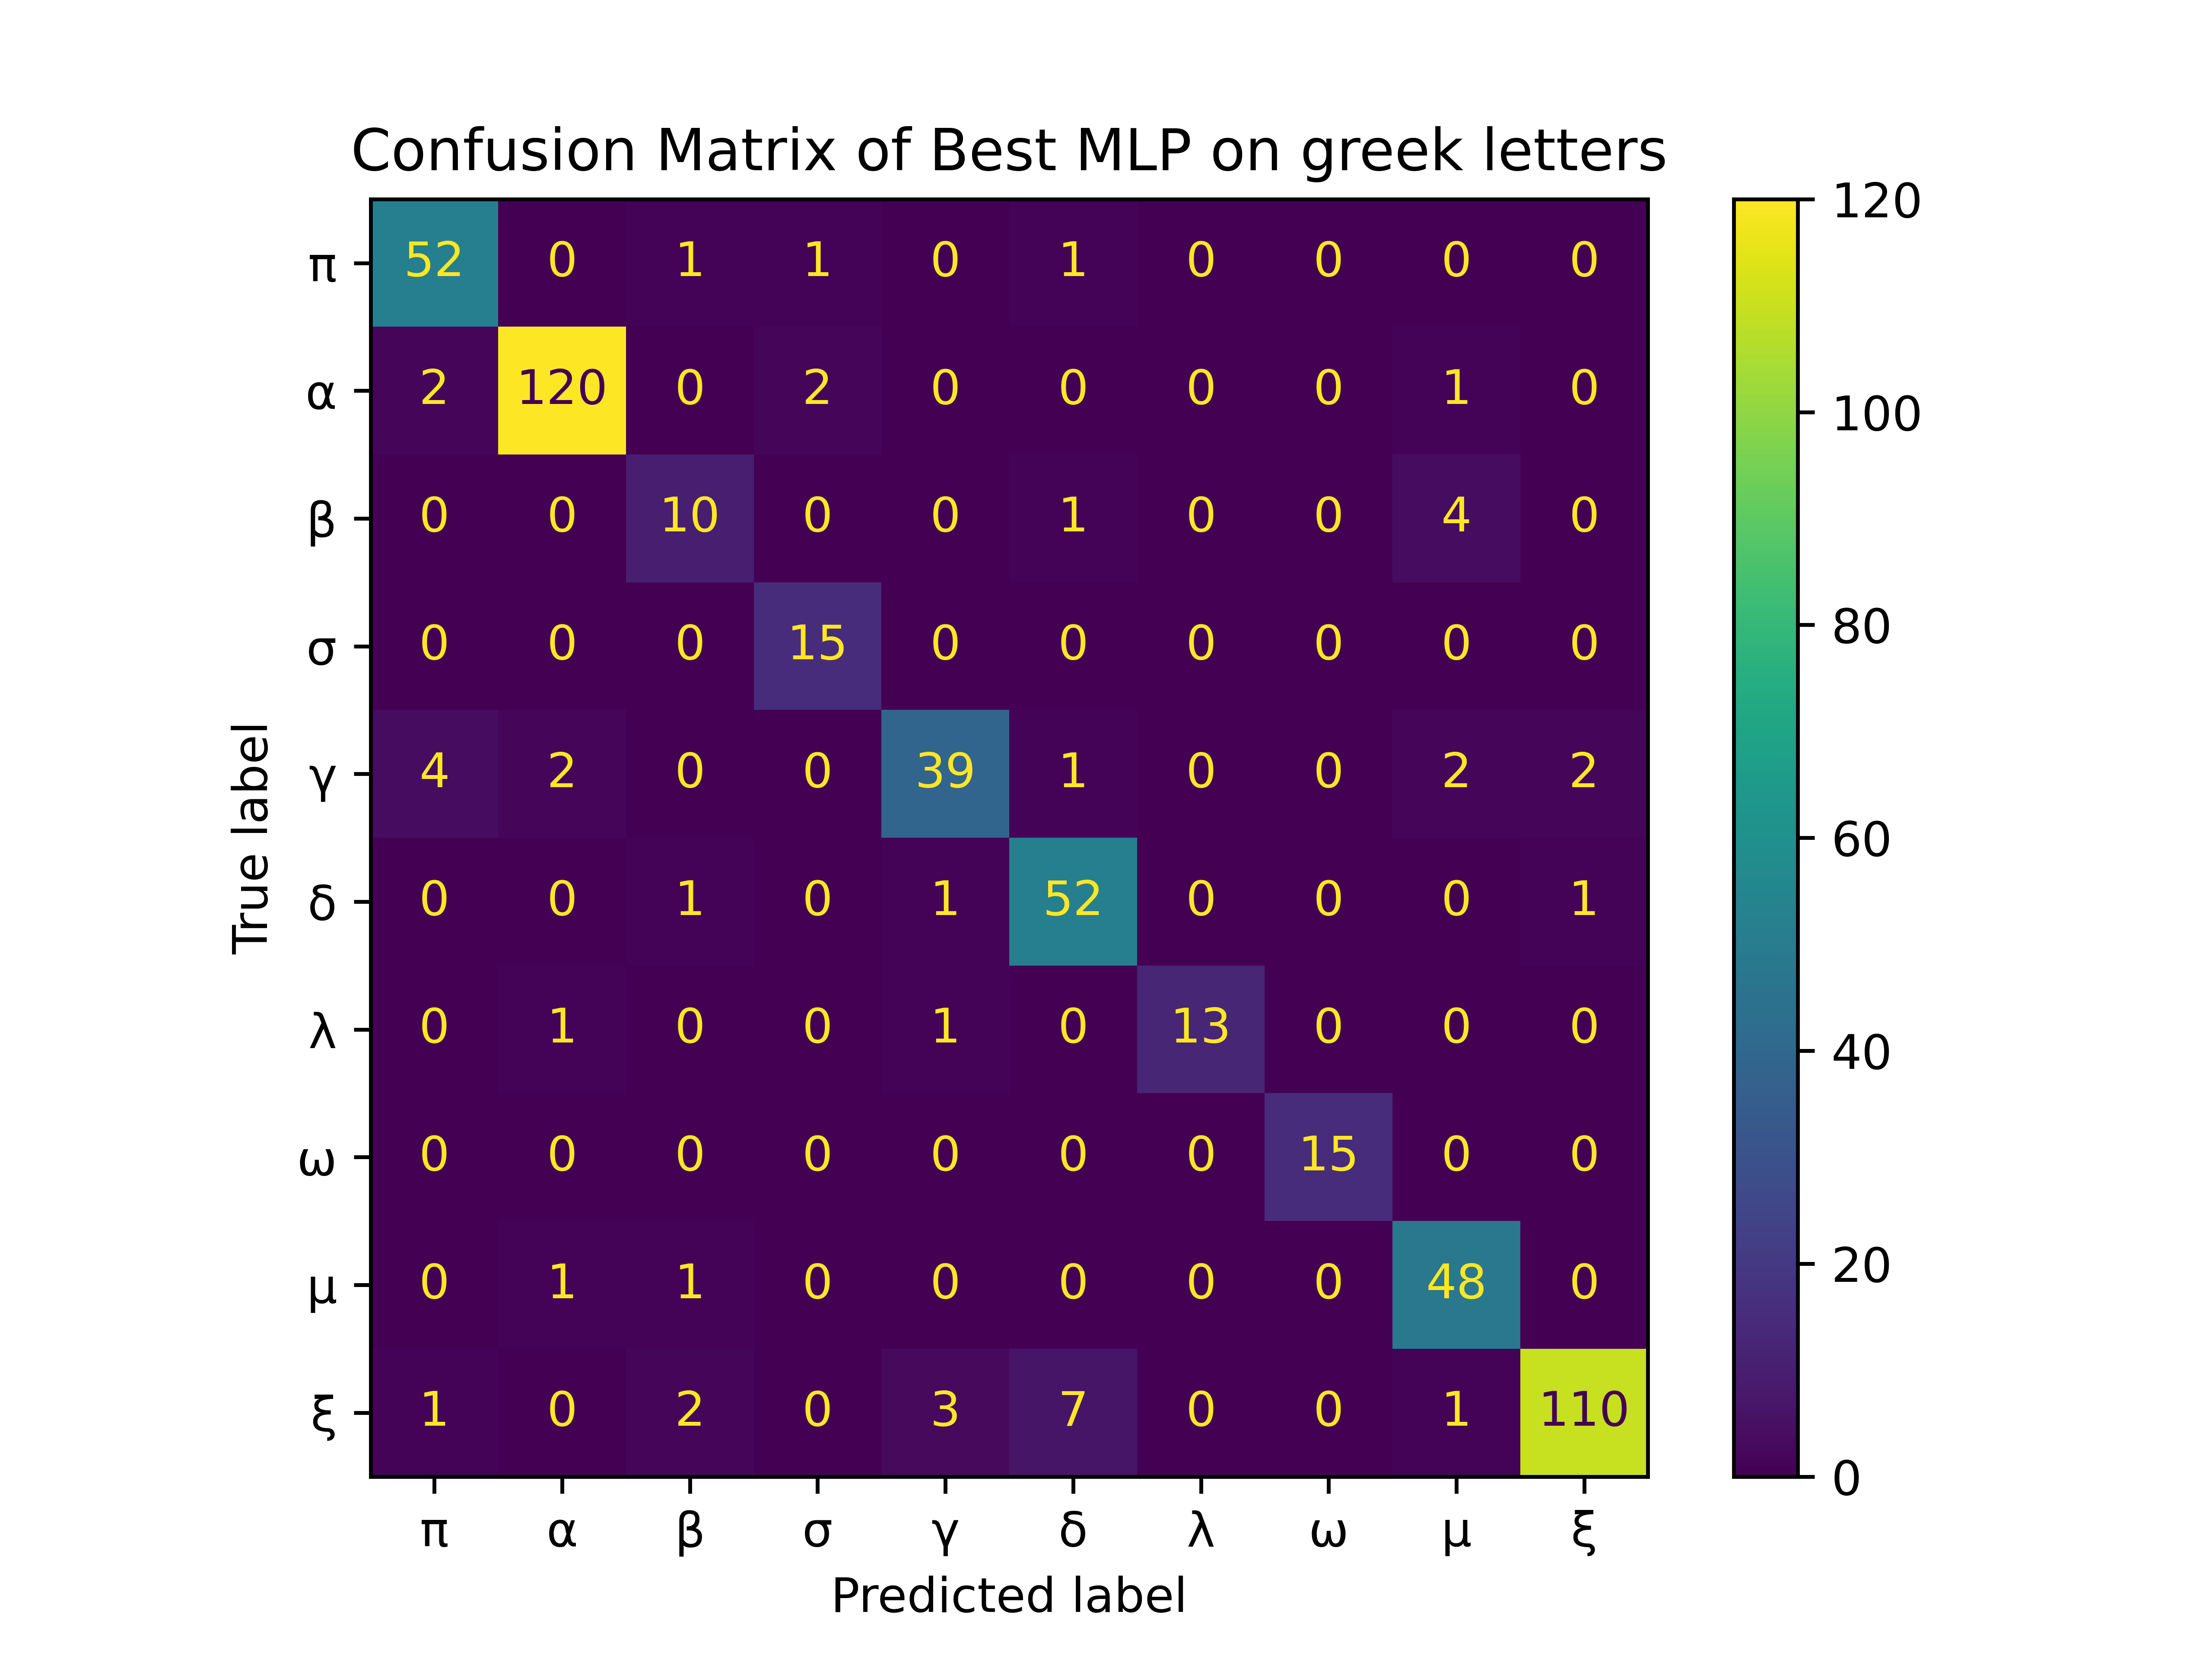 Confusion Matrix of Best MLP on greek letters
π 52 0 1 1 0 1 0 0 0 0
α 2 120 0 2 0 0 0 0 1 0
β 0 0 10 0 0 1 0 0 4 0
σ 0 0 0 15 0 0 0 0 0 0
γ 4 2 0 0 39 1 0 0 2 2
δ 0 0 1 0 1 52 0 0 0 1
λ 0 1 0 0 1 0 13 0 0 0
ω 0 0 0 0 0 0 0 15 0 0
μ 0 1 1 0 0 0 0 0 48 0
ξ 1 0 2 0 3 7 0 0 1 110
π α β σ γ δ λ ω μ ξ
Predicted label
True label
120
100
80
60
40
20
0